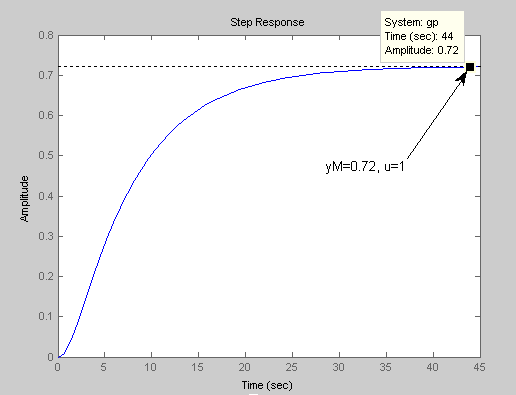 Step Response
System: gp
Time (sec): 44
Amplitude: 0.72
yM=0.72, u=1
Amplitude
0.8
0.7
0.6
0.5
0.4
0.3
0.2
0.1
0
0 5 10 15 20 25 30 35 40 45
Time (sec)